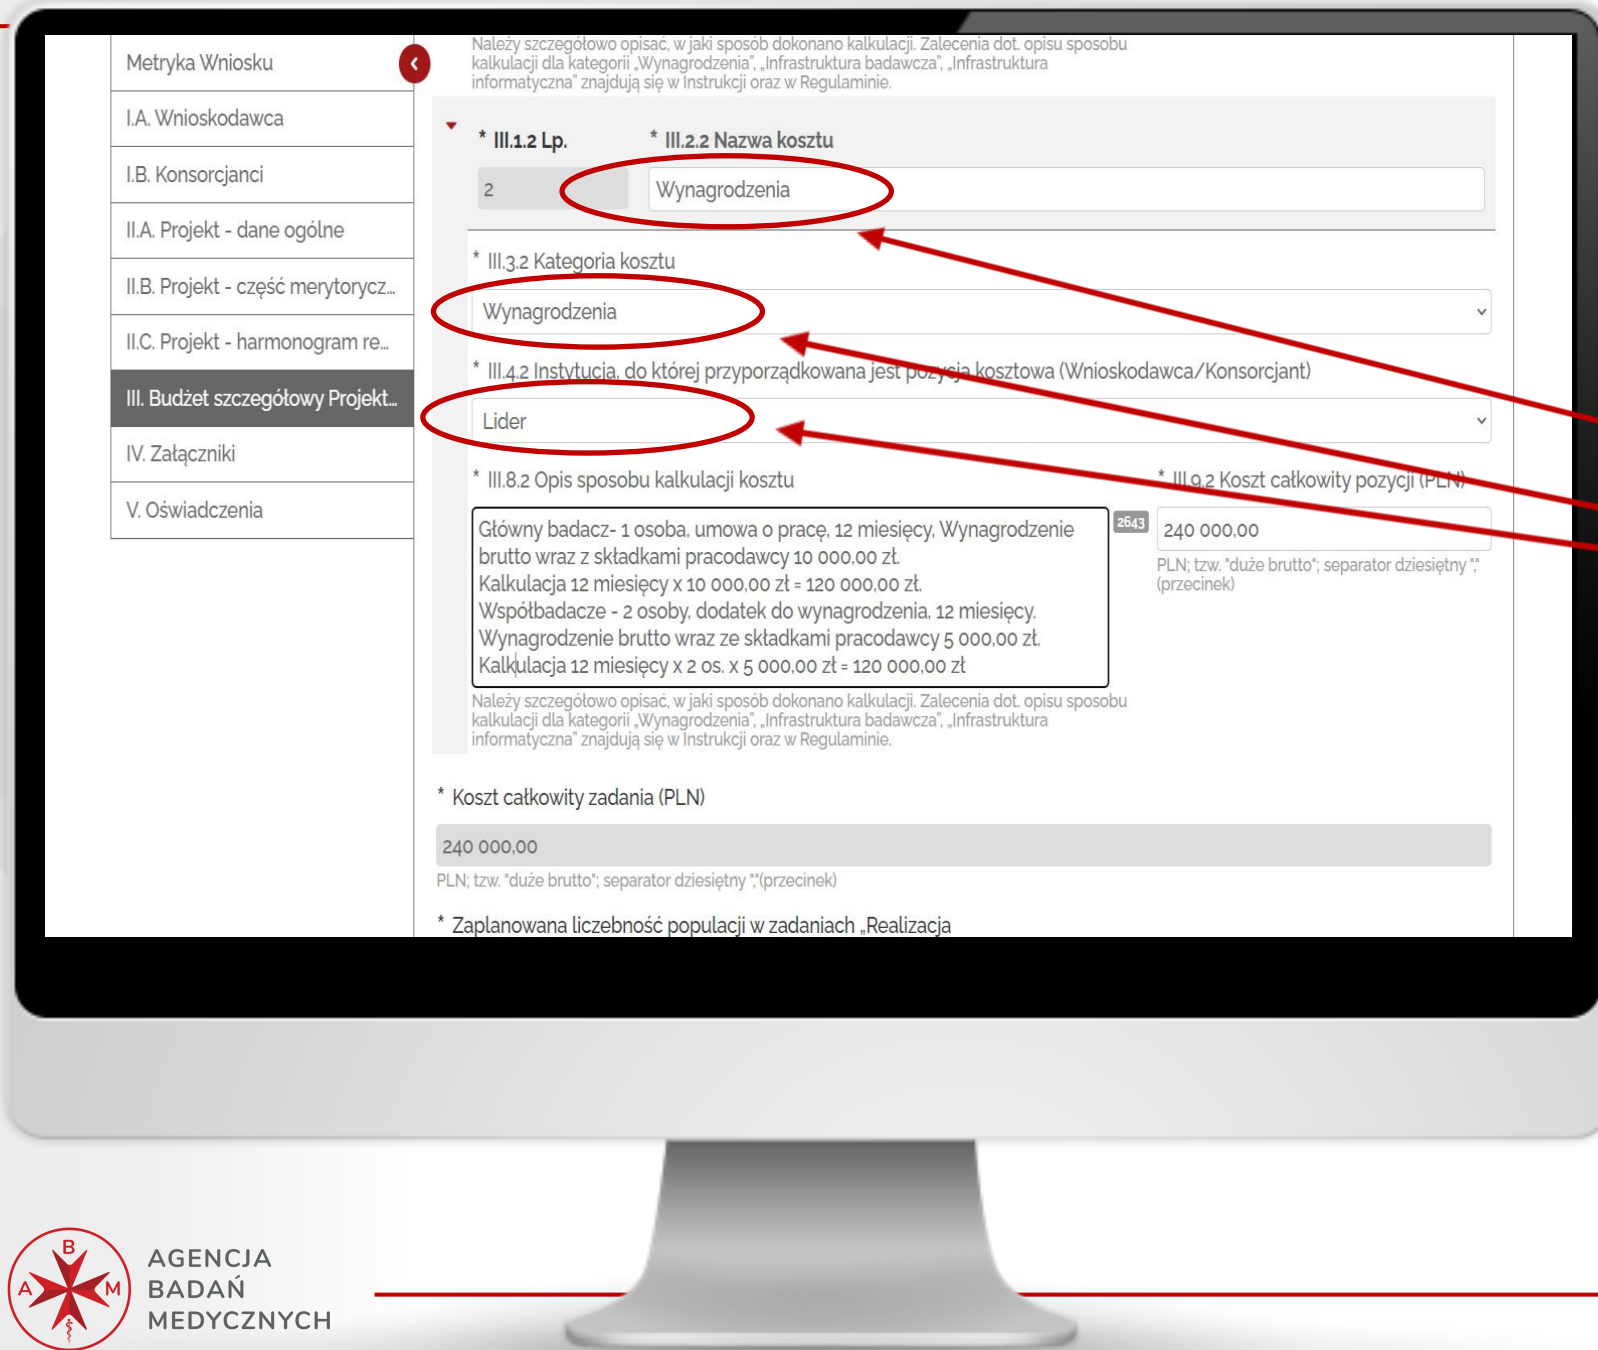 Metryka Wniosku
I.A. Wnioskodawca
I.B. Konsorcjanci
II.A. Projekt - dane ogólne
II.B. Projekt - część merytorycz...
II.C. Projekt - harmonogram re...
III. Budżet szczegółowy Projekt...
IV. Załączniki
V. Oświadczenia
Należy szczegółowo opisać, w jaki sposób dokonano kalkulacji. Zalecenia dot. opisu sposobu
kalkulacji dla kategorii „Wynagrodzenia”, „Infrastruktura badawcza”, „Infrastruktura
informatyczna” znajdują się w Instrukcji oraz w Regulaminie.
* III.1.2 Lp.
* III.2.2 Nazwa kosztu
2
Wynagrodzenia
* III.3.2 Kategoria kosztu
Wynagrodzenia
* III.4.2 Instytucja, do której przyporządkowana jest pozycja kosztowa (Wnioskodawca/Konsorcjant)
Lider
* III.8.2 Opis sposobu kalkulacji kosztu
* III.9.2 Koszt całkowity pozycji (PLN)
Główny badacz- 1 osoba, umowa o pracę, 12 miesięcy, Wynagrodzenie
brutto wraz z składkami pracodawcy 10 000,00 zł.
Kalkulacja 12 miesięcy x 10 000,00 zł = 120 000,00 zł.
Współbadacze - 2 osoby, dodatek do wynagrodzenia, 12 miesięcy.
Wynagrodzenie brutto wraz ze składkami pracodawcy 5 000,00 zł.
Kalkulacja 12 miesięcy x 2 os. x 5 000,00 zł = 120 000,00 zł
2643
240 000,00
PLN; tzw. "duże brutto"; separator dziesiętny ","
(przecinek)
Należy szczegółowo opisać, w jaki sposób dokonano kalkulacji. Zalecenia dot. opisu sposobu
kalkulacji dla kategorii „Wynagrodzenia”, „Infrastruktura badawcza”, „Infrastruktura
informatyczna” znajdują się w Instrukcji oraz w Regulaminie.
* Koszt całkowity zadania (PLN)
240 000,00
PLN; tzw. "duże brutto"; separator dziesiętny ","(przecinek)
* Zaplanowana liczebność populacji w zadaniach „Realizacja
A B M
AGENCJA
BADAŃ
MEDYCZNYCH